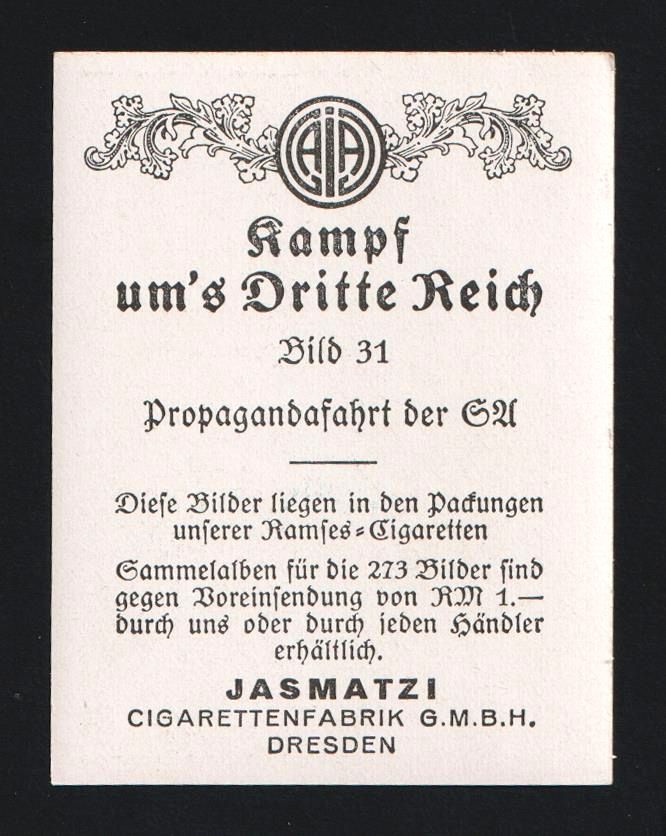 AIA
Kampf
um's Dritte Reich
Bild 31
Propagandafahrt der SA
Diese Bilder liegen in den Packungen
unserer Ramses=Cigaretten
Sammelalben für die 273 Bilder sind
gegen Voreinsendung von RM 1.—
durch uns oder durch jeden Händler
erhältlich.
JASMATZI
CIGARETTENFABRIK G.M.B.H.
DRESDEN